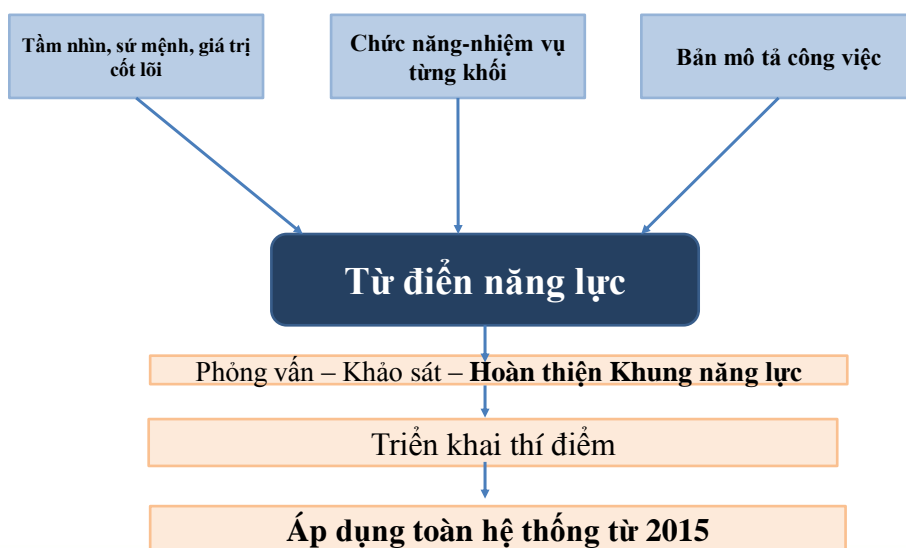 Tầm nhìn, sứ mệnh, giá trị
cốt lõi
Chức năng-nhiệm vụ
từng khối
Bản mô tả công việc
Từ điển năng lực
Phỏng vấn – Khảo sát – Hoàn thiện Khung năng lực
Triển khai thí điểm
Áp dụng toàn hệ thống từ 2015